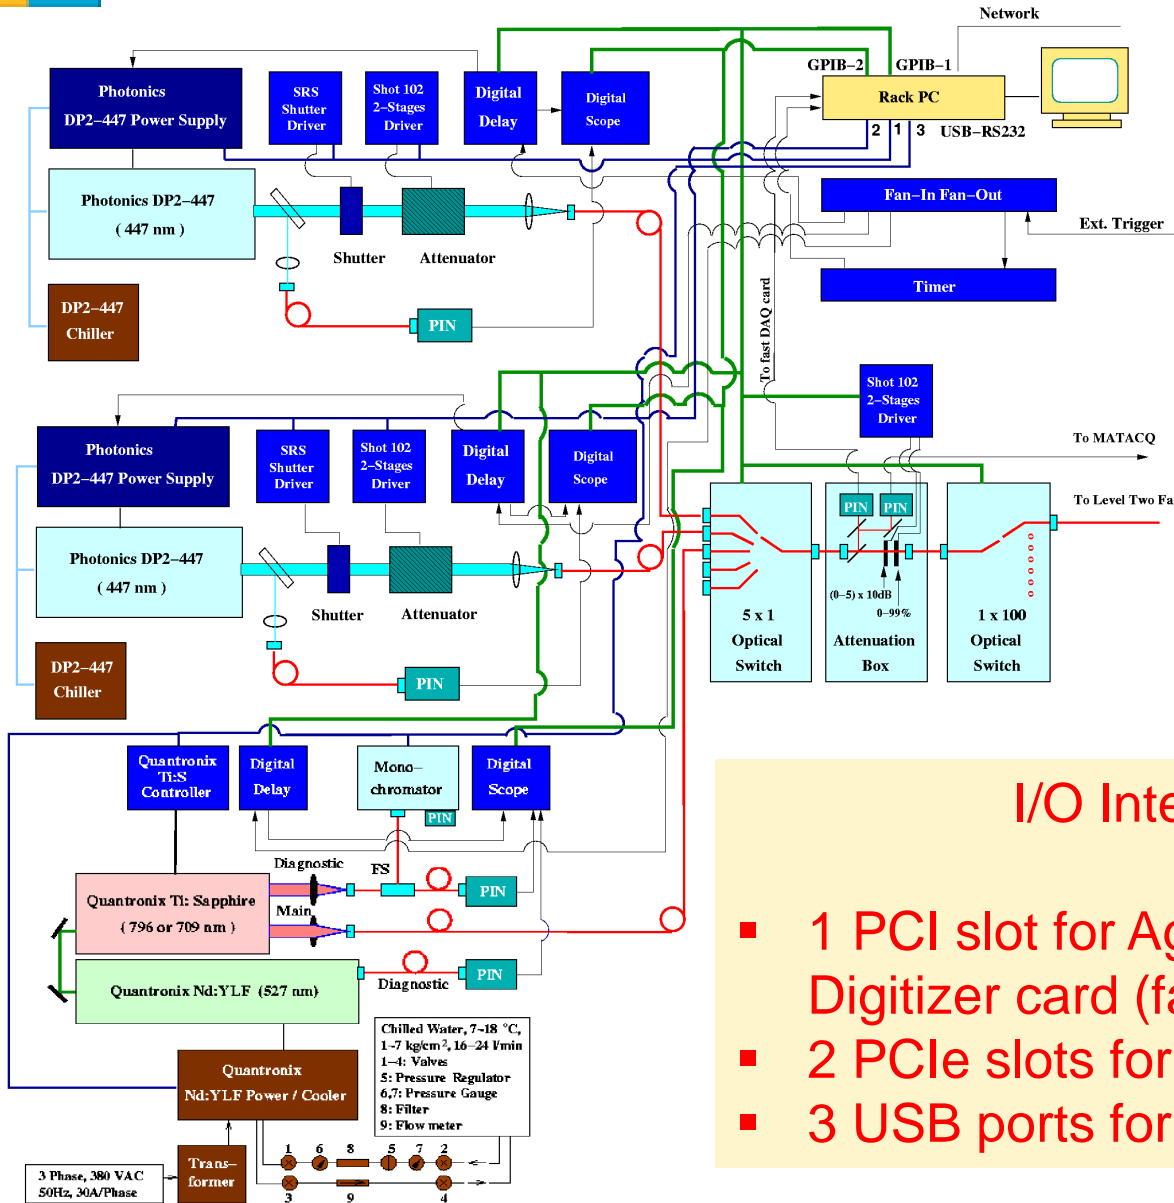 Network
GPIB-2 GPIB-1
Rack PC
2 1 3 USB-RS232
Photonics
DP2-447 Power Supply
SRS
Shutter
Driver
Shot 102
2-Stages
Driver
Digital
Delay
Digital
Scope
Photonics DP2-447
( 447 nm )
Shutter
Attenuator
Fan-In Fan-Out
Ext. Trigger
Timer
DP2-447
Chiller
PIN
To fast DAQ card
Shot 102
2-Stages
Driver
To MATACQ
To Level Two Fa
Photonics
DP2-447 Power Supply
SRS
Shutter
Driver
Shot 102
2-Stages
Driver
Digital
Delay
Digital
Scope
Photonics DP2-447
( 447 nm )
Shutter
Attenuator
PIN PIN
(0-5) x 10dB
0-99%
5 x 1
Optical
Switch
Attenuation
Box
1 x 100
Optical
Switch
DP2-447
Chiller
PIN
Quantronix
Ti:S
Controller
Digital
Delay
Mono-
chromator
PIN
Digital
Scope
Diagnostic
FS
PIN
Quantronix Ti: Sapphire
( 796 or 709 nm )
Main
Quantronix Nd:YLF (527 nm)
Diagnostic
PIN
Quantronix
Nd:YLF Power / Cooler
Chilled Water, 7-18 °C,
1-7 kg/cm², 16-24 l/min
1-4: Valves
5: Pressure Regulator
6,7: Pressure Gauge
8: Filter
9: Flow meter
Trans-
former
3 Phase, 380 VAC
50Hz, 30A/Phase
1 6 8 5 7 2
3 9 4
I/O Inte
▪ 1 PCI slot for Ag
Digitizer card (fa
▪ 2 PCIe slots for
▪ 3 USB ports for